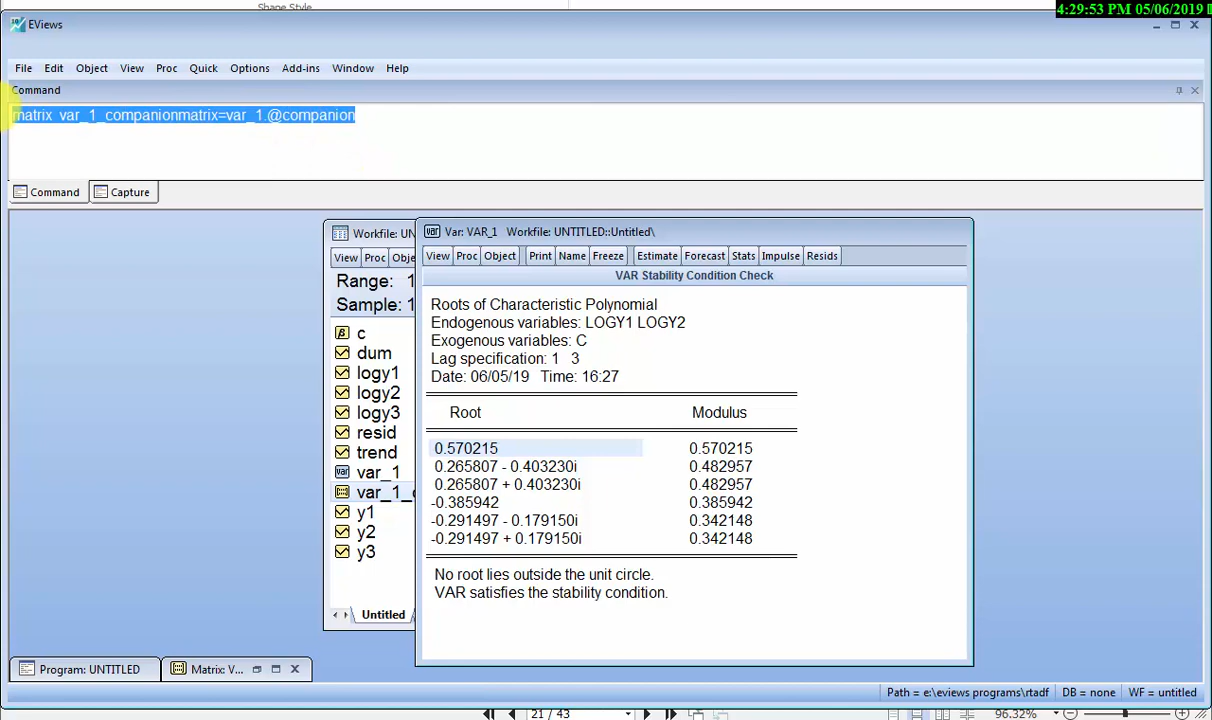 Shape Style
4:29:53 PM 05/06/2019
EViews
File Edit Object View Proc Quick Options Add-ins Window Help
Command
matrix var_1_companionmatrix=var_1.@companion
Command Capture
Workfile: UN
View Proc Obje
Range: 1
Sample: 1
c
dum
logy1
logy2
logy3
resid
trend
var_1
var_1_c
y1
y2
y3
Untitled
Var: VAR_1 Workfile: UNTITLED::Untitled\
View Proc Object Print Name Freeze Estimate Forecast Stats Impulse Resids
VAR Stability Condition Check
Roots of Characteristic Polynomial
Endogenous variables: LOGY1 LOGY2
Exogenous variables: C
Lag specification: 1 3
Date: 06/05/19 Time: 16:27
Root Modulus
0.570215 0.570215
0.265807 - 0.403230i 0.482957
0.265807 + 0.403230i 0.482957
-0.385942 0.385942
-0.291497 - 0.179150i 0.342148
-0.291497 + 0.179150i 0.342148
No root lies outside the unit circle.
VAR satisfies the stability condition.
Program: UNTITLED Matrix: V...
Path = e:\eviews programs\rtadf DB = none WF = untitled
21 / 43 96.32%